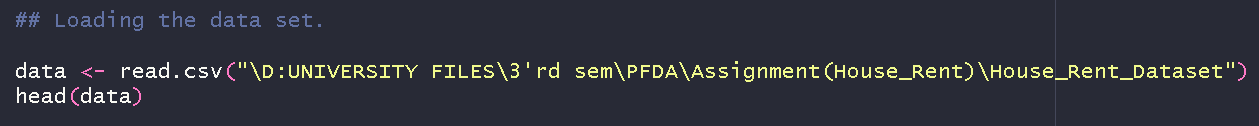 ## Loading the data set.
data <- read.csv("\D:UNIVERSITY FILES\3'rd sem\PFDA\Assignment(House_Rent)\House_Rent_Dataset")
head(data)